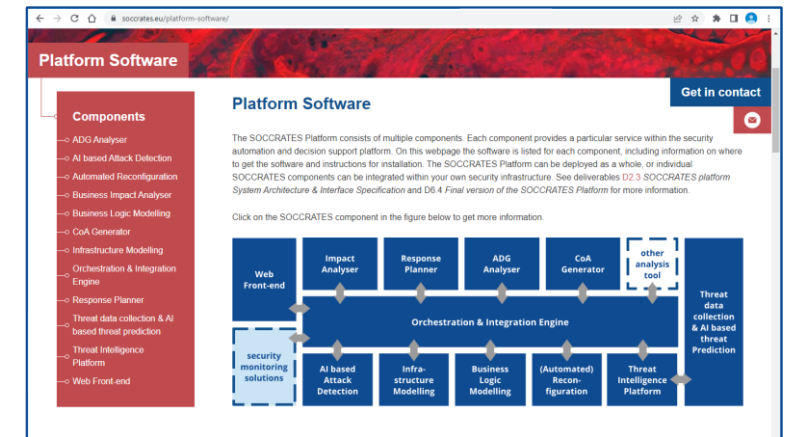 soccrates.eu/platform-software/
Platform Software
Get in contact
Components
ADG Analyser
AI based Attack Detection
Automated Reconfiguration
Business Impact Analyser
Business Logic Modelling
CoA Generator
Infrastructure Modelling
Orchestration & Integration
Engine
Response Planner
Threat data collection & AI
based threat prediction
Threat Intelligence
Platform
Web Front-end
Platform Software
The SOCCRATES Platform consists of multiple components. Each component provides a particular service within the security
automation and decision support platform. On this webpage the software is listed for each component, including information on where
to get the software and instructions for installation. The SOCCRATES Platform can be deployed as a whole, or individual
SOCCRATES components can be integrated within your own security infrastructure. See deliverables D2.3 SOCCRATES platform
System Architecture & Interface Specification and D6.4 Final version of the SOCCRATES Platform for more information.
Click on the SOCCRATES component in the figure below to get more information.
Web
Front-end
Impact
Analyser
Response
Planner
ADG
Analyser
CoA
Generator
other
analysis
tool
Threat
data
collection
& AI based
threat
Prediction
Orchestration & Integration Engine
security
monitoring
solutions
AI based
Attack
Detection
Infra-
structure
Modelling
Business
Logic
Modelling
(Automated)
Recon-
figuration
Threat
Intelligence
Platform